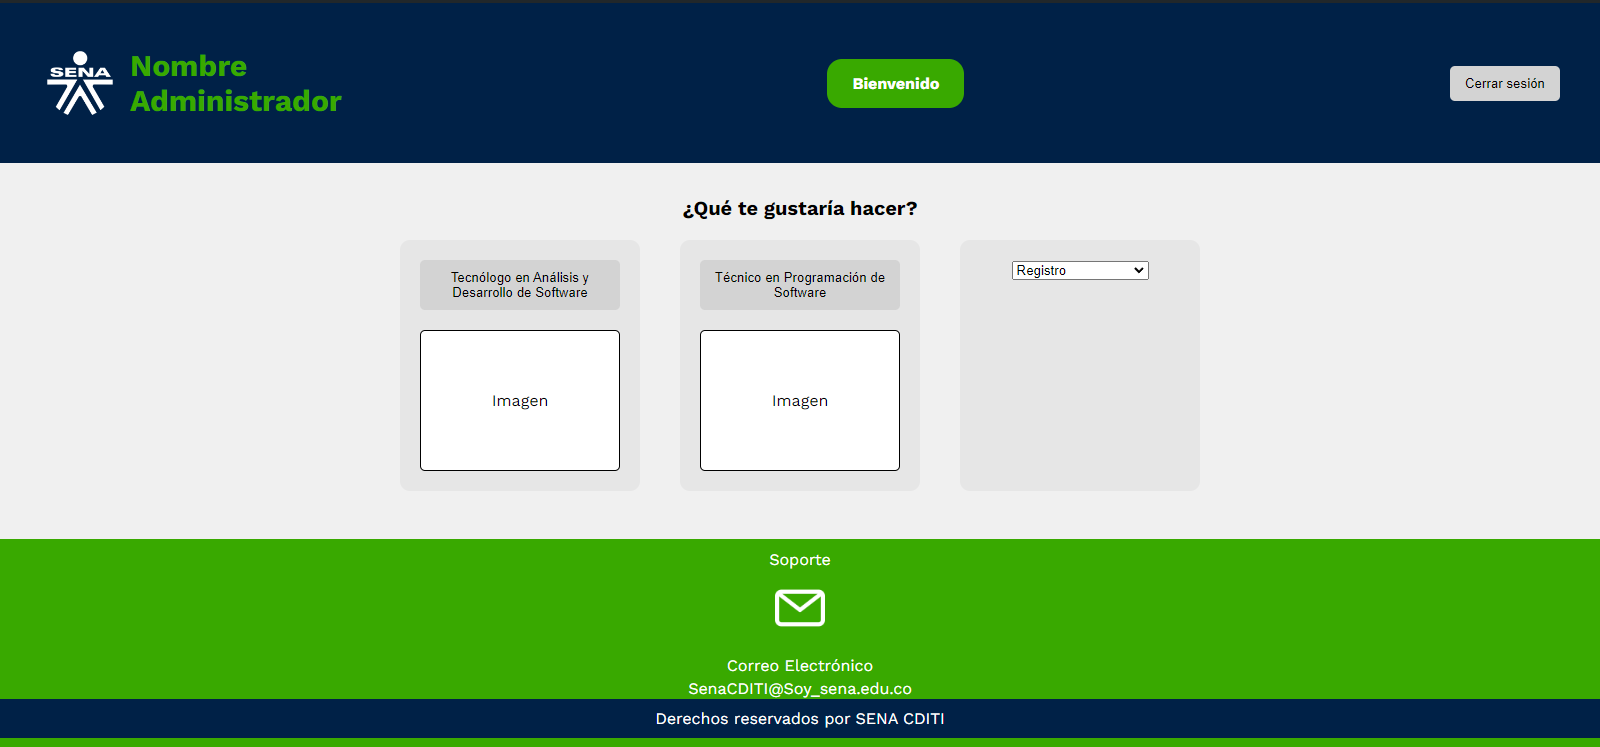 SENA
Nombre
Administrador
Bienvenido
Cerrar sesión
¿Qué te gustaría hacer?
Tecnólogo en Análisis y
Desarrollo de Software
Imagen
Técnico en Programación de
Software
Imagen
Registro
Soporte
Correo Electrónico
SenaCDITI@Soy_sena.edu.co
Derechos reservados por SENA CDITI